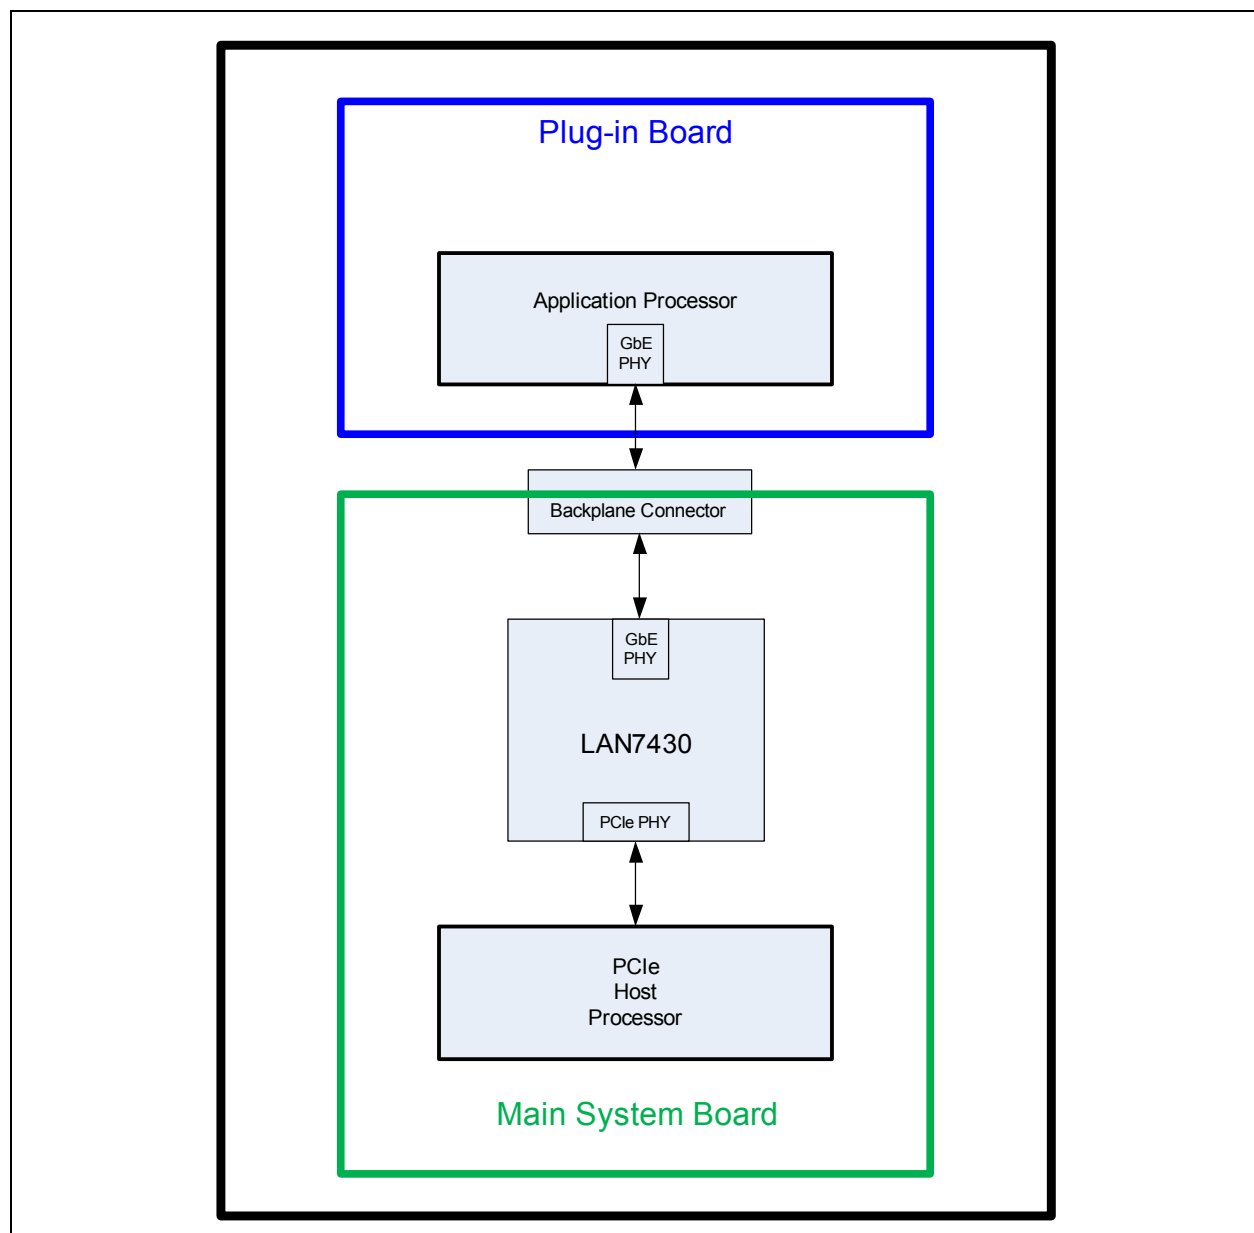 Plug-in Board
Application Processor
GbE
PHY
Backplane Connector
GbE
PHY
LAN7430
PCIe PHY
PCIe
Host
Processor
Main System Board